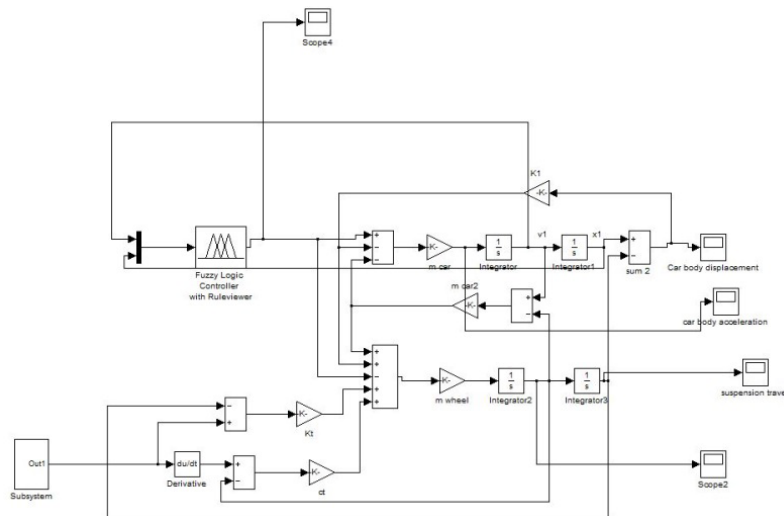 Scope4
K1
-K-
Fuzzy Logic
Controller
with Ruleviewer
+
−
−
K-
m car
1
s
Integrator
v1
1
s
Integrator1
x1
+
−
sum 2
Car body displacement
m car2
-K-
+
−
car body acceleration
+
+
−
+
+
K-
m wheel
1
s
Integrator2
1
s
Integrator3
suspension trave
−
+
K-
Kt
Out1
Subsystem
du/dt
Derivative
+
−
K-
ct
Scope2